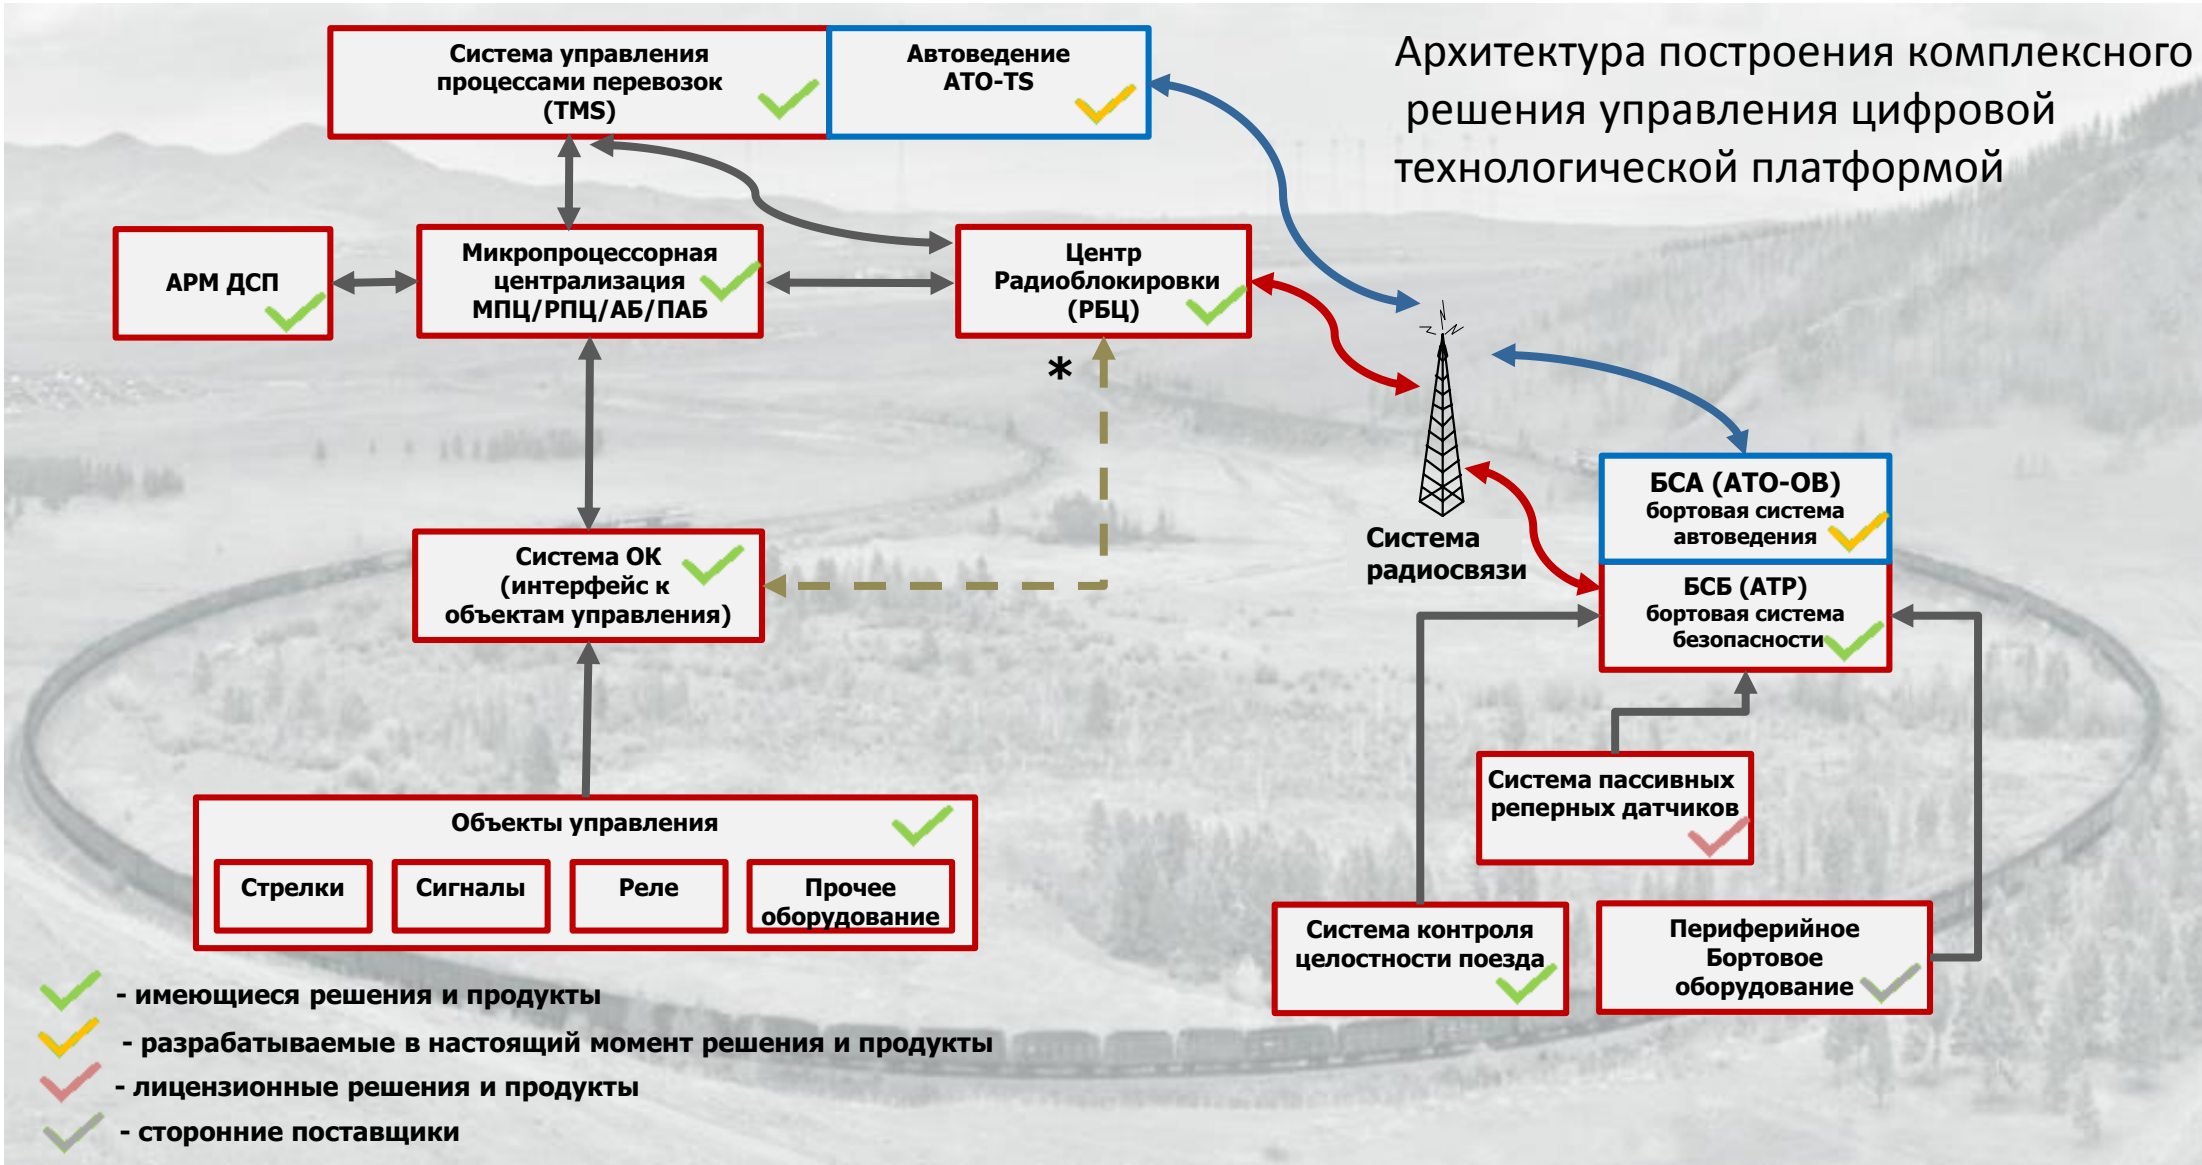 Архитектура построения комплексного
решения управления цифровой
технологической платформой
Система управления
процессами перевозок
(TMS)
Автоведение
АТО-TS
АРМ ДСП
Микропроцессорная
централизация
МПЦ/РПЦ/АБ/ПАБ
Центр
Радиоблокировки
(РБЦ)
*
Система
радиосвязи
БСА (АТО-ОВ)
бортовая система
автоведения
БСБ (АТР)
бортовая система
безопасности
Система ОК
(интерфейс к
объектам управления)
Система пассивных
реперных датчиков
Объекты управления
Стрелки
Сигналы
Реле
Прочее
оборудование
Система контроля
целостности поезда
Периферийное
Бортовое
оборудование
- имеющиеся решения и продукты
- разрабатываемые в настоящий момент решения и продукты
- лицензионные решения и продукты
- сторонние поставщики